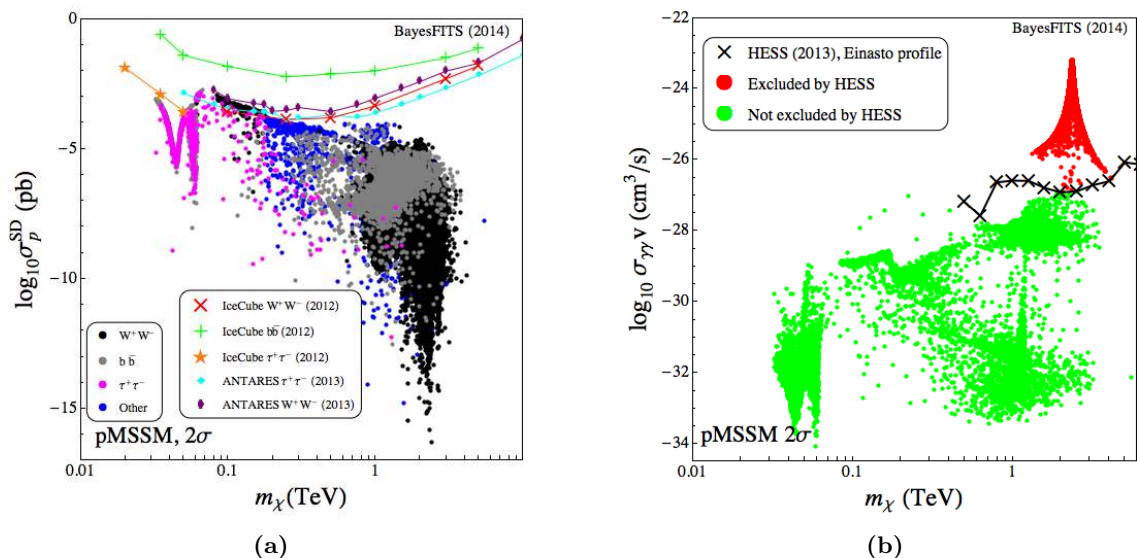 BayesFITS (2014)
0
−5
−10
−15
log₁₀σₚˢᴰ (pb)
W⁺W⁻
b b̄
τ⁺τ⁻
Other
IceCube W⁺W⁻ (2012)
IceCube bb̄ (2012)
IceCube τ⁺τ⁻ (2012)
ANTARES τ⁺τ⁻ (2013)
ANTARES W⁺W⁻ (2013)
pMSSM, 2σ
0.01 0.1 1
mχ(TeV)
(a)
BayesFITS (2014)
−22
−24
−26
−28
−30
−32
−34
log₁₀ σγγ v (cm³/s)
HESS (2013), Einasto profile
Excluded by HESS
Not excluded by HESS
pMSSM 2σ
0.01 0.1 1
mχ (TeV)
(b)